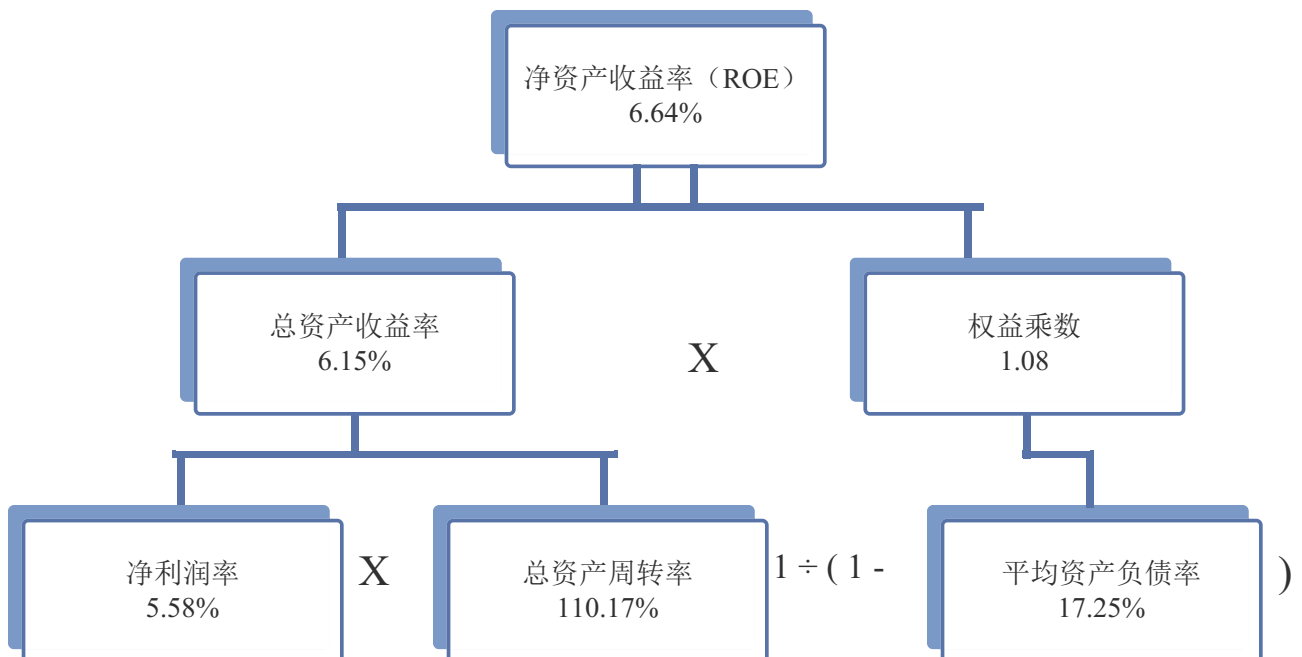 净资产收益率（ROE）
6.64%
总资产收益率
6.15%
X
权益乘数
1.08
净利润率
5.58%
X
总资产周转率
110.17%
1 ÷ ( 1 -
平均资产负债率
17.25%
)